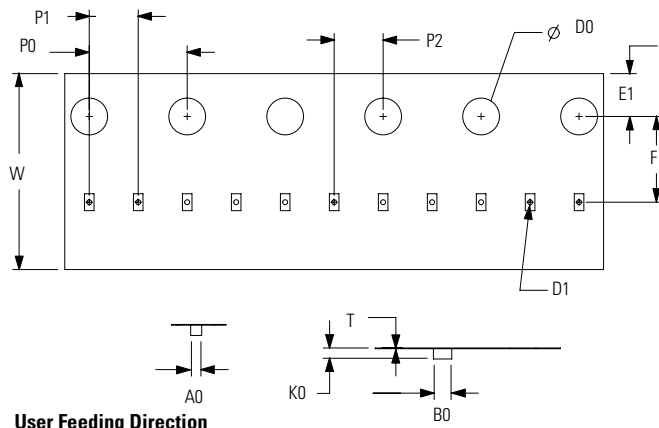 P1
P0
P2
Ø D0
E1
F
W
D1
T
K0
A0
B0
User Feeding Direction